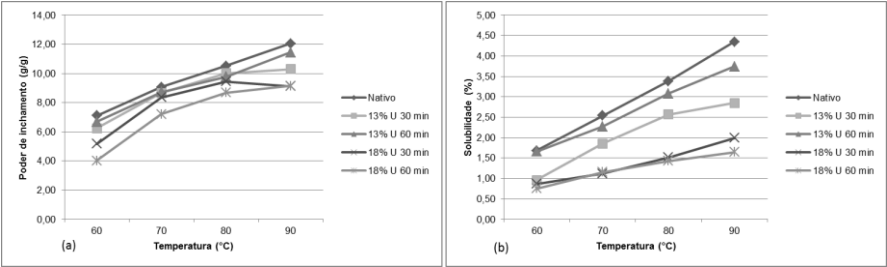 14,00
12,00
10,00
8,00
6,00
4,00
2,00
0,00
Poder de inchamento (g/g)
60 70 80 90
Temperatura (°C)
(a)
Nativo
13% U 30 min
13% U 60 min
18% U 30 min
18% U 60 min
5,00
4,50
4,00
3,50
3,00
2,50
2,00
1,50
1,00
0,50
0,00
Solubilidade (%)
60 70 80 90
Temperatura (°C)
(b)
Nativo
13% U 30 min
13% U 60 min
18% U 30 min
18% U 60 min